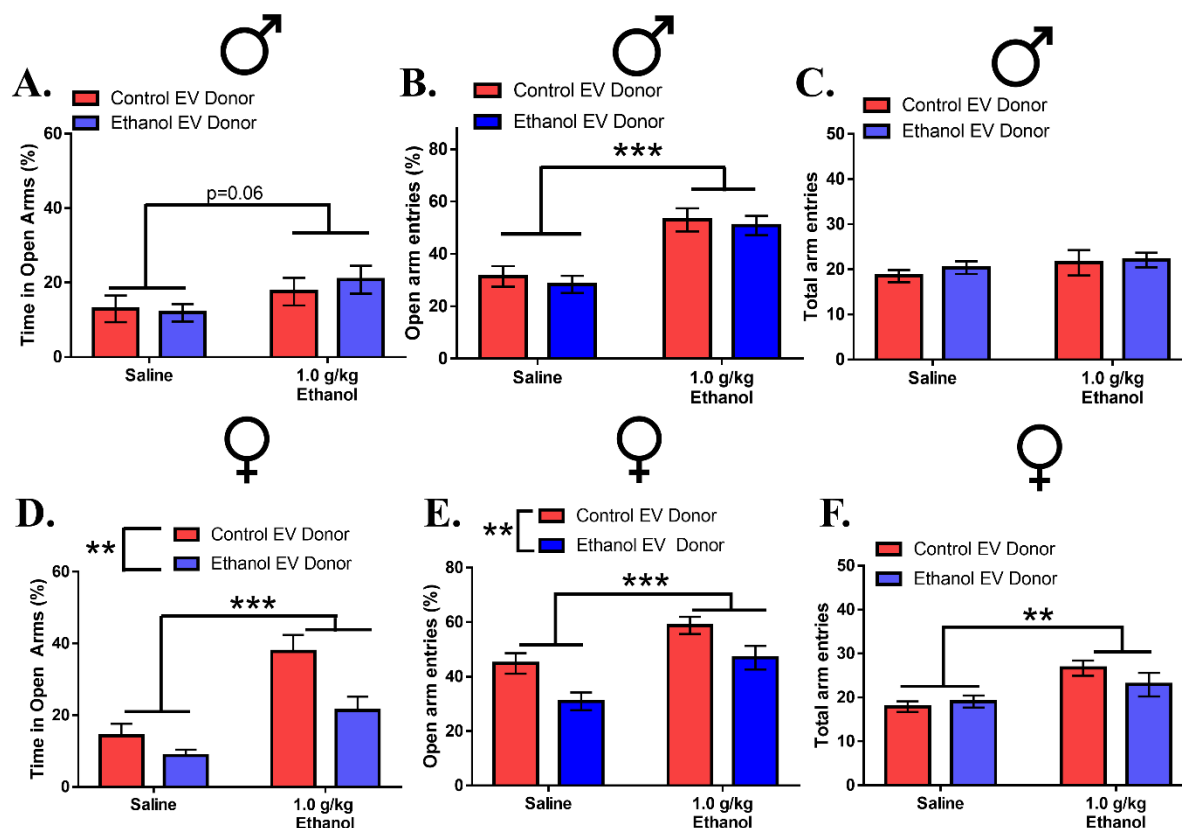 A.
Control EV Donor
Ethanol EV Donor
Time in Open Arms (%)
60
40
20
0
p=0.06
Saline
1.0 g/kg
Ethanol
B.
Control EV Donor
Ethanol EV Donor
Open arm entries (%)
80
60
40
20
0
***
Saline
1.0 g/kg
Ethanol
C.
Control EV Donor
Ethanol EV Donor
Total arm entries
50
40
30
20
10
0
Saline
1.0 g/kg
Ethanol
D.
**
Control EV Donor
Ethanol EV Donor
Time in Open Arms (%)
60
40
20
0
***
Saline
1.0 g/kg
Ethanol
E.
**
Control EV Donor
Ethanol EV Donor
Open arm entries (%)
80
60
40
20
0
***
Saline
1.0 g/kg
Ethanol
F.
Control EV Donor
Ethanol EV Donor
Total arm entries
50
40
30
20
10
0
**
Saline
1.0 g/kg
Ethanol